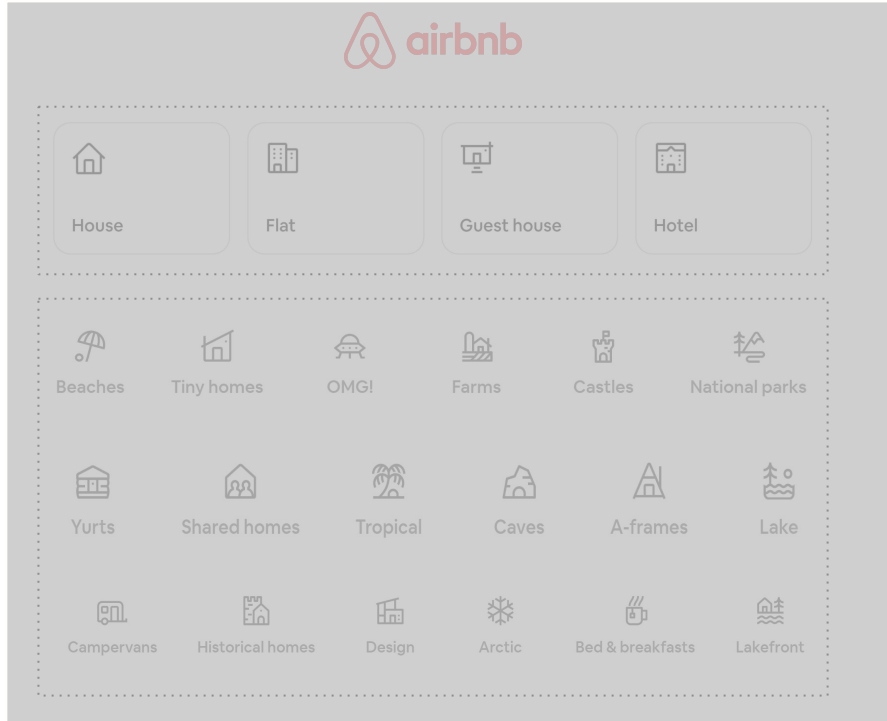 airbnb
House Flat Guest house Hotel
Beaches Tiny homes OMG! Farms Castles National parks
Yurts Shared homes Tropical Caves A-frames Lake
Campervans Historical homes Design Arctic Bed & breakfasts Lakefront